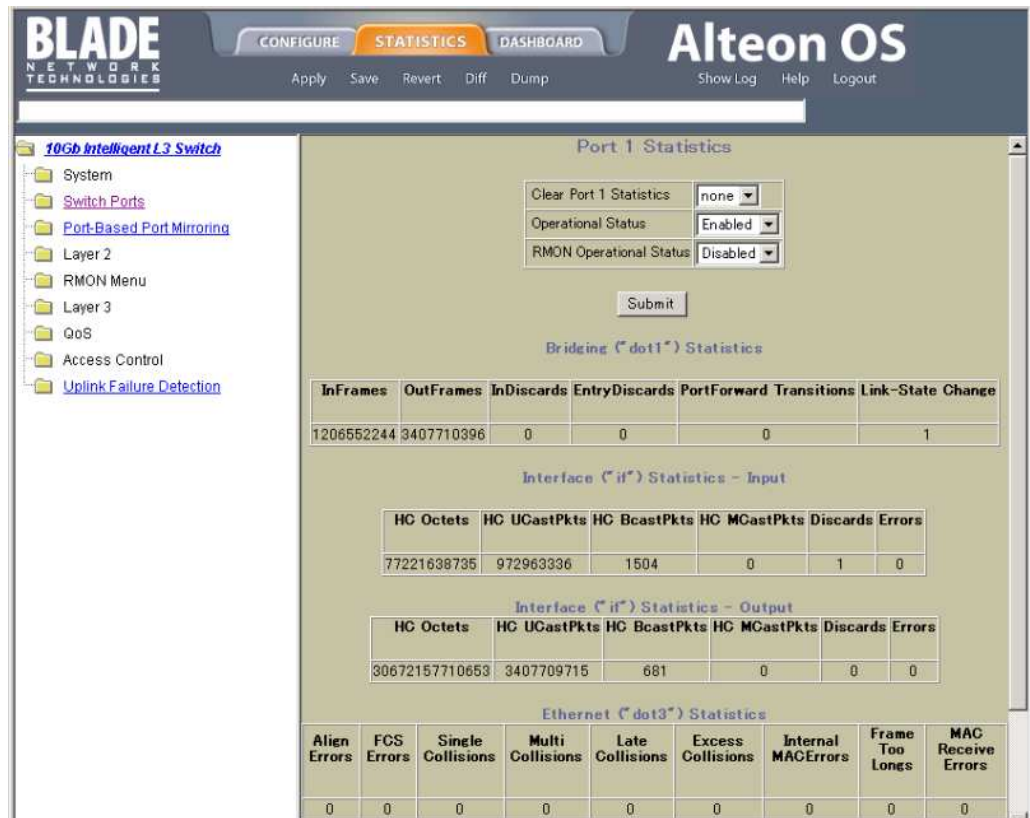 BLADE
NETWORK
TECHNOLOGIES
CONFIGURE STATISTICS DASHBOARD
Alteon OS
Apply Save Revert Diff Dump Show Log Help Logout
10Gb Intelligent L3 Switch
System
Switch Ports
Port-Based Port Mirroring
Layer 2
RMON Menu
Layer 3
QoS
Access Control
Uplink Failure Detection
Port 1 Statistics
Clear Port 1 Statistics none
Operational Status Enabled
RMON Operational Status Disabled
Submit
Bridging ("dot1") Statistics
InFrames OutFrames InDiscards EntryDiscards PortForward Transitions Link-State Change
1206552244 3407710396 0 0 0 1
Interface ("if") Statistics - Input
HC Octets HC UCastPkts HC BcastPkts HC MCastPkts Discards Errors
77221638735 972963336 1504 0 1 0
Interface ("if") Statistics - Output
HC Octets HC UCastPkts HC BcastPkts HC MCastPkts Discards Errors
30672157710653 3407709715 681 0 0 0
Ethernet ("dot3") Statistics
Align Errors FCS Errors Single Collisions Multi Collisions Late Collisions Excess Collisions Internal MACErrors Frame Too Longs MAC Receive Errors
0 0 0 0 0 0 0 0 0